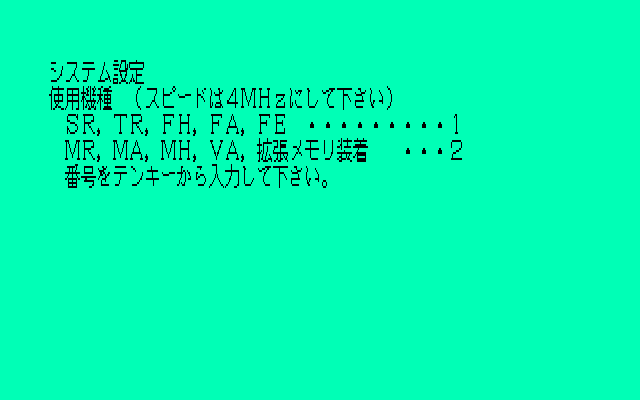 システム設定
使用機種　（スピードは４ＭＨｚにして下さい）
ＳＲ，ＴＲ，ＦＨ，ＦＡ，ＦＥ　・・・・・・・・・１
ＭＲ，ＭＡ，ＭＨ，ＶＡ，拡張メモリ装着　　・・・２
番号をテンキーから入力して下さい。